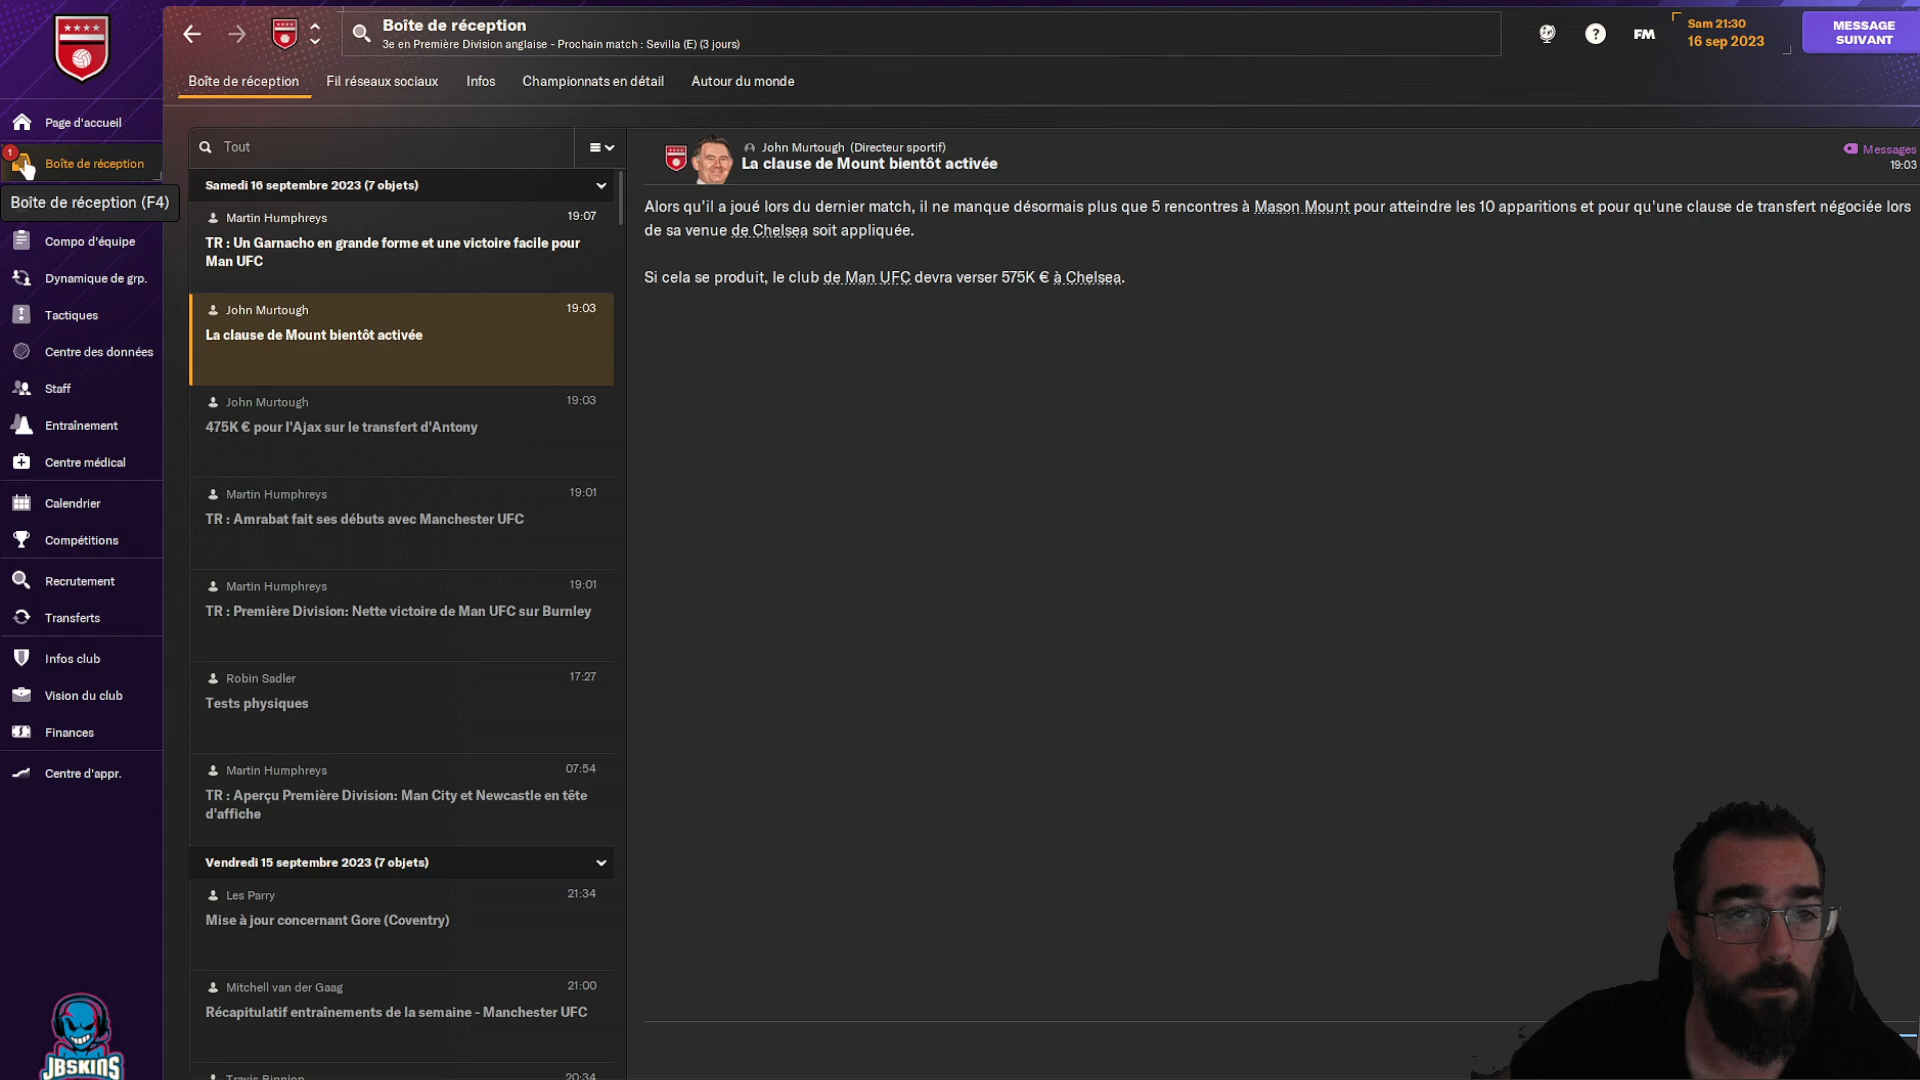 Boîte de réception
3e en Première Division anglaise - Prochain match : Sevilla (E) (3 jours)
FM
Sam 21:30
16 sep 2023
MESSAGE
SUIVANT
Boîte de réception
Fil réseaux sociaux
Infos
Championnats en détail
Autour du monde
Page d'accueil
1
Boîte de réception
Boîte de réception (F4)
Compo d'équipe
Dynamique de grp.
Tactiques
Centre des données
Staff
Entraînement
Centre médical
Calendrier
Compétitions
Recrutement
Transferts
Infos club
Vision du club
Finances
Centre d'appr.
JBSKINS
Tout
Samedi 16 septembre 2023 (7 objets)
Martin Humphreys 19:07
TR : Un Garnacho en grande forme et une victoire facile pour
Man UFC
John Murtough 19:03
La clause de Mount bientôt activée
John Murtough 19:03
475K € pour l'Ajax sur le transfert d'Antony
Martin Humphreys 19:01
TR : Amrabat fait ses débuts avec Manchester UFC
Martin Humphreys 19:01
TR : Première Division: Nette victoire de Man UFC sur Burnley
Robin Sadler 17:27
Tests physiques
Martin Humphreys 07:54
TR : Aperçu Première Division: Man City et Newcastle en tête
d'affiche
Vendredi 15 septembre 2023 (7 objets)
Les Parry 21:34
Mise à jour concernant Gore (Coventry)
Mitchell van der Gaag 21:00
Récapitulatif entraînements de la semaine - Manchester UFC
Travis Binnion 20:34
John Murtough (Directeur sportif)
La clause de Mount bientôt activée
Messages
19:03
Alors qu'il a joué lors du dernier match, il ne manque désormais plus que 5 rencontres à Mason Mount pour atteindre les 10 apparitions et pour qu'une clause de transfert négociée lors
de sa venue de Chelsea soit appliquée.
Si cela se produit, le club de Man UFC devra verser 575K € à Chelsea.